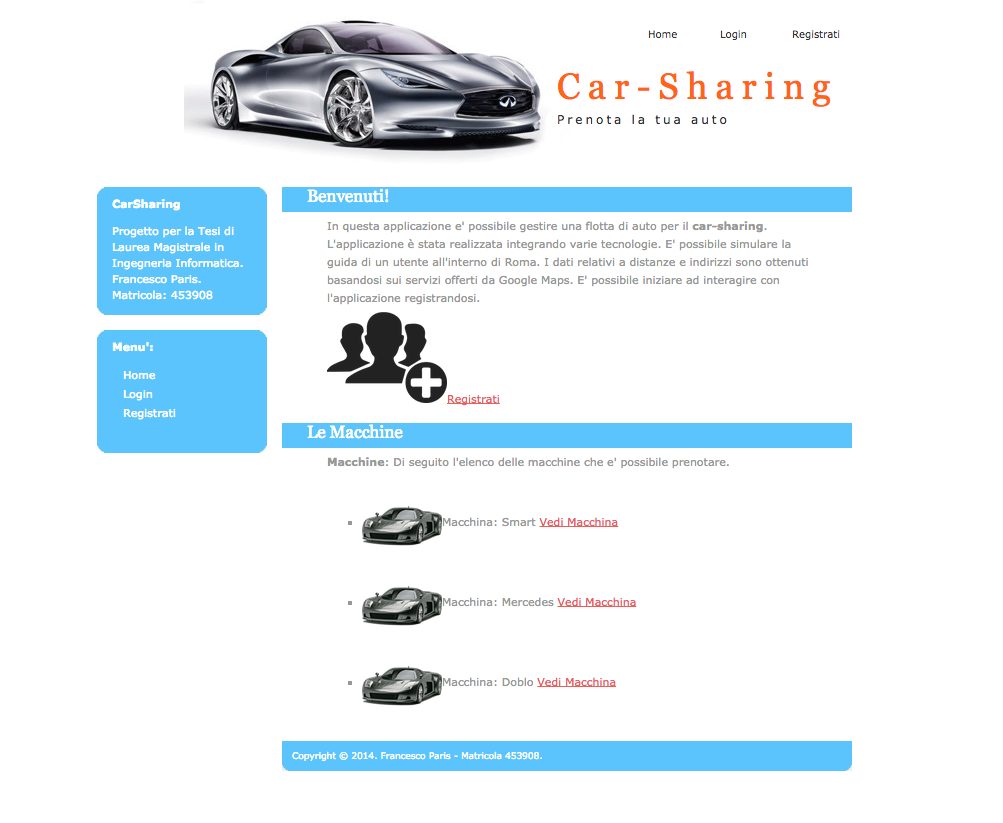 Home Login Registrati
Car-Sharing
Prenota la tua auto
CarSharing
Progetto per la Tesi di
Laurea Magistrale in
Ingegneria Informatica.
Francesco Paris.
Matricola: 453908
Menu':
Home
Login
Registrati
Benvenuti!
In questa applicazione e' possibile gestire una flotta di auto per il car-sharing.
L'applicazione è stata realizzata integrando varie tecnologie. E' possibile simulare la
guida di un utente all'interno di Roma. I dati relativi a distanze e indirizzi sono ottenuti
basandosi sui servizi offerti da Google Maps. E' possibile iniziare ad interagire con
l'applicazione registrandosi.
Registrati
Le Macchine
Macchine: Di seguito l'elenco delle macchine che e' possibile prenotare.
Macchina: Smart Vedi Macchina
Macchina: Mercedes Vedi Macchina
Macchina: Doblo Vedi Macchina
Copyright © 2014. Francesco Paris - Matricola 453908.